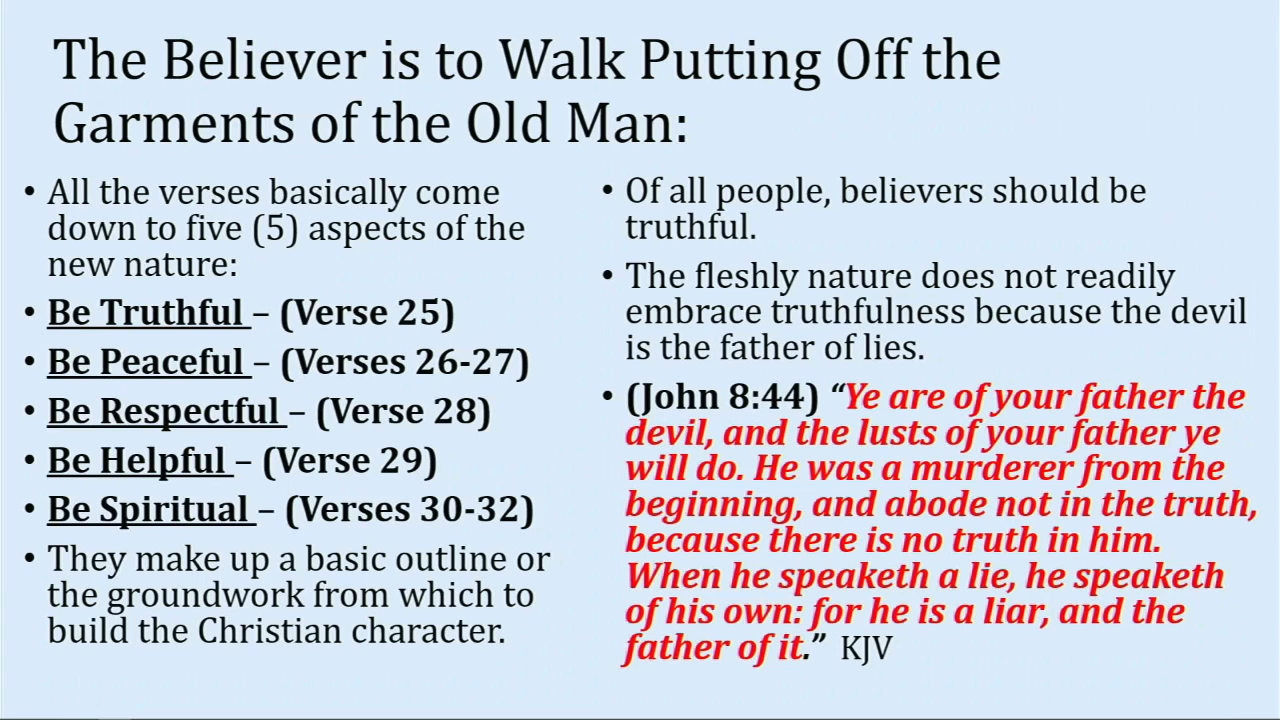 The Believer is to Walk Putting Off the
Garments of the Old Man:
• All the verses basically come
down to five (5) aspects of the
new nature:
• Be Truthful – (Verse 25)
• Be Peaceful – (Verses 26-27)
• Be Respectful – (Verse 28)
• Be Helpful – (Verse 29)
• Be Spiritual – (Verses 30-32)
• They make up a basic outline or
the groundwork from which to
build the Christian character.
• Of all people, believers should be
truthful.
• The fleshly nature does not readily
embrace truthfulness because the devil
is the father of lies.
• (John 8:44) “Ye are of your father the
devil, and the lusts of your father ye
will do. He was a murderer from the
beginning, and abode not in the truth,
because there is no truth in him.
When he speaketh a lie, he speaketh
of his own: for he is a liar, and the
father of it.” KJV